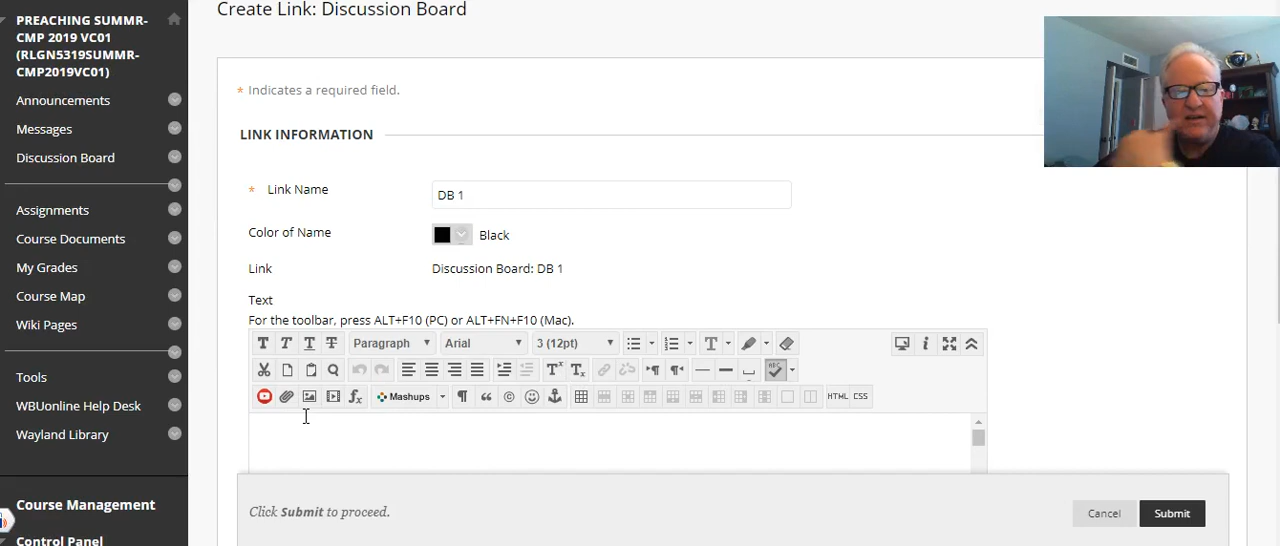 Create Link: Discussion Board
PREACHING SUMMR-
CMP 2019 VC01
(RLGN5319SUMMR-
CMP2019VC01)
Announcements
Messages
Discussion Board
Assignments
Course Documents
My Grades
Course Map
Wiki Pages
Tools
WBUonline Help Desk
Wayland Library
Course Management
Control Panel
* Indicates a required field.
LINK INFORMATION
* Link Name
DB 1
Color of Name
Black
Link
Discussion Board: DB 1
Text
For the toolbar, press ALT+F10 (PC) or ALT+FN+F10 (Mac).
T T T T Paragraph Arial 3 (12pt) T
Tx Tx ABC
fx Mashups HTML CSS
Click Submit to proceed.
Cancel
Submit